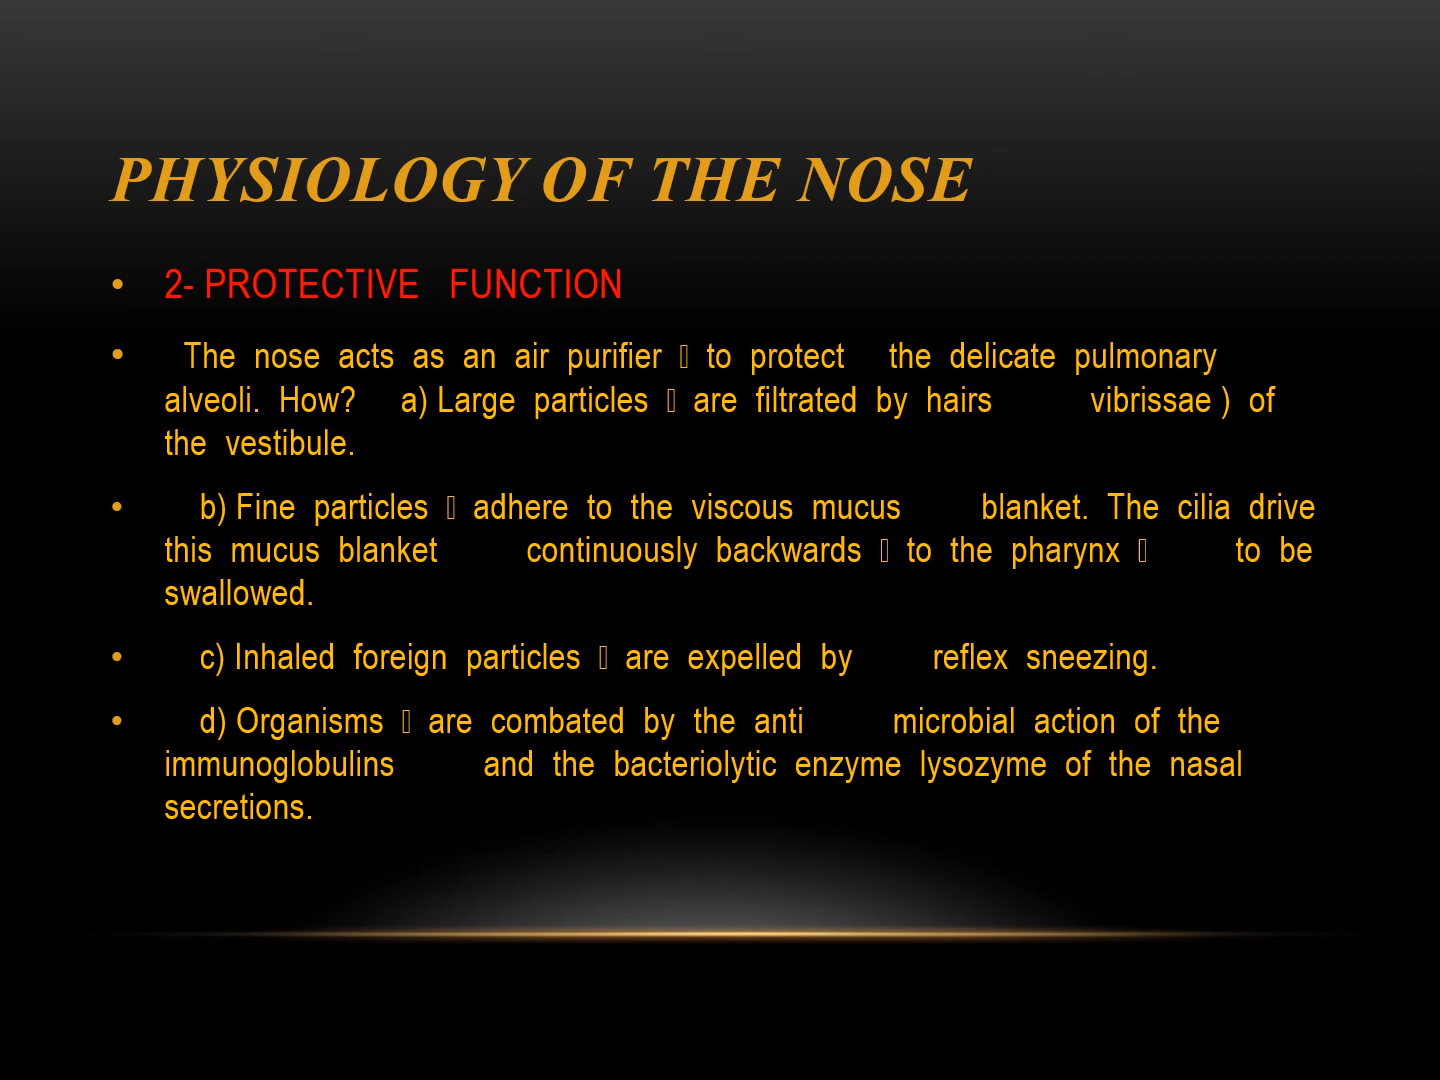 PHYSIOLOGY OF THE NOSE
• 2- PROTECTIVE FUNCTION
• The nose acts as an air purifier  to protect the delicate pulmonary
alveoli. How? a) Large particles  are filtrated by hairs vibrissae ) of
the vestibule.
• b) Fine particles  adhere to the viscous mucus blanket. The cilia drive
this mucus blanket continuously backwards  to the pharynx  to be
swallowed.
• c) Inhaled foreign particles  are expelled by reflex sneezing.
• d) Organisms  are combated by the anti microbial action of the
immunoglobulins and the bacteriolytic enzyme lysozyme of the nasal
secretions.